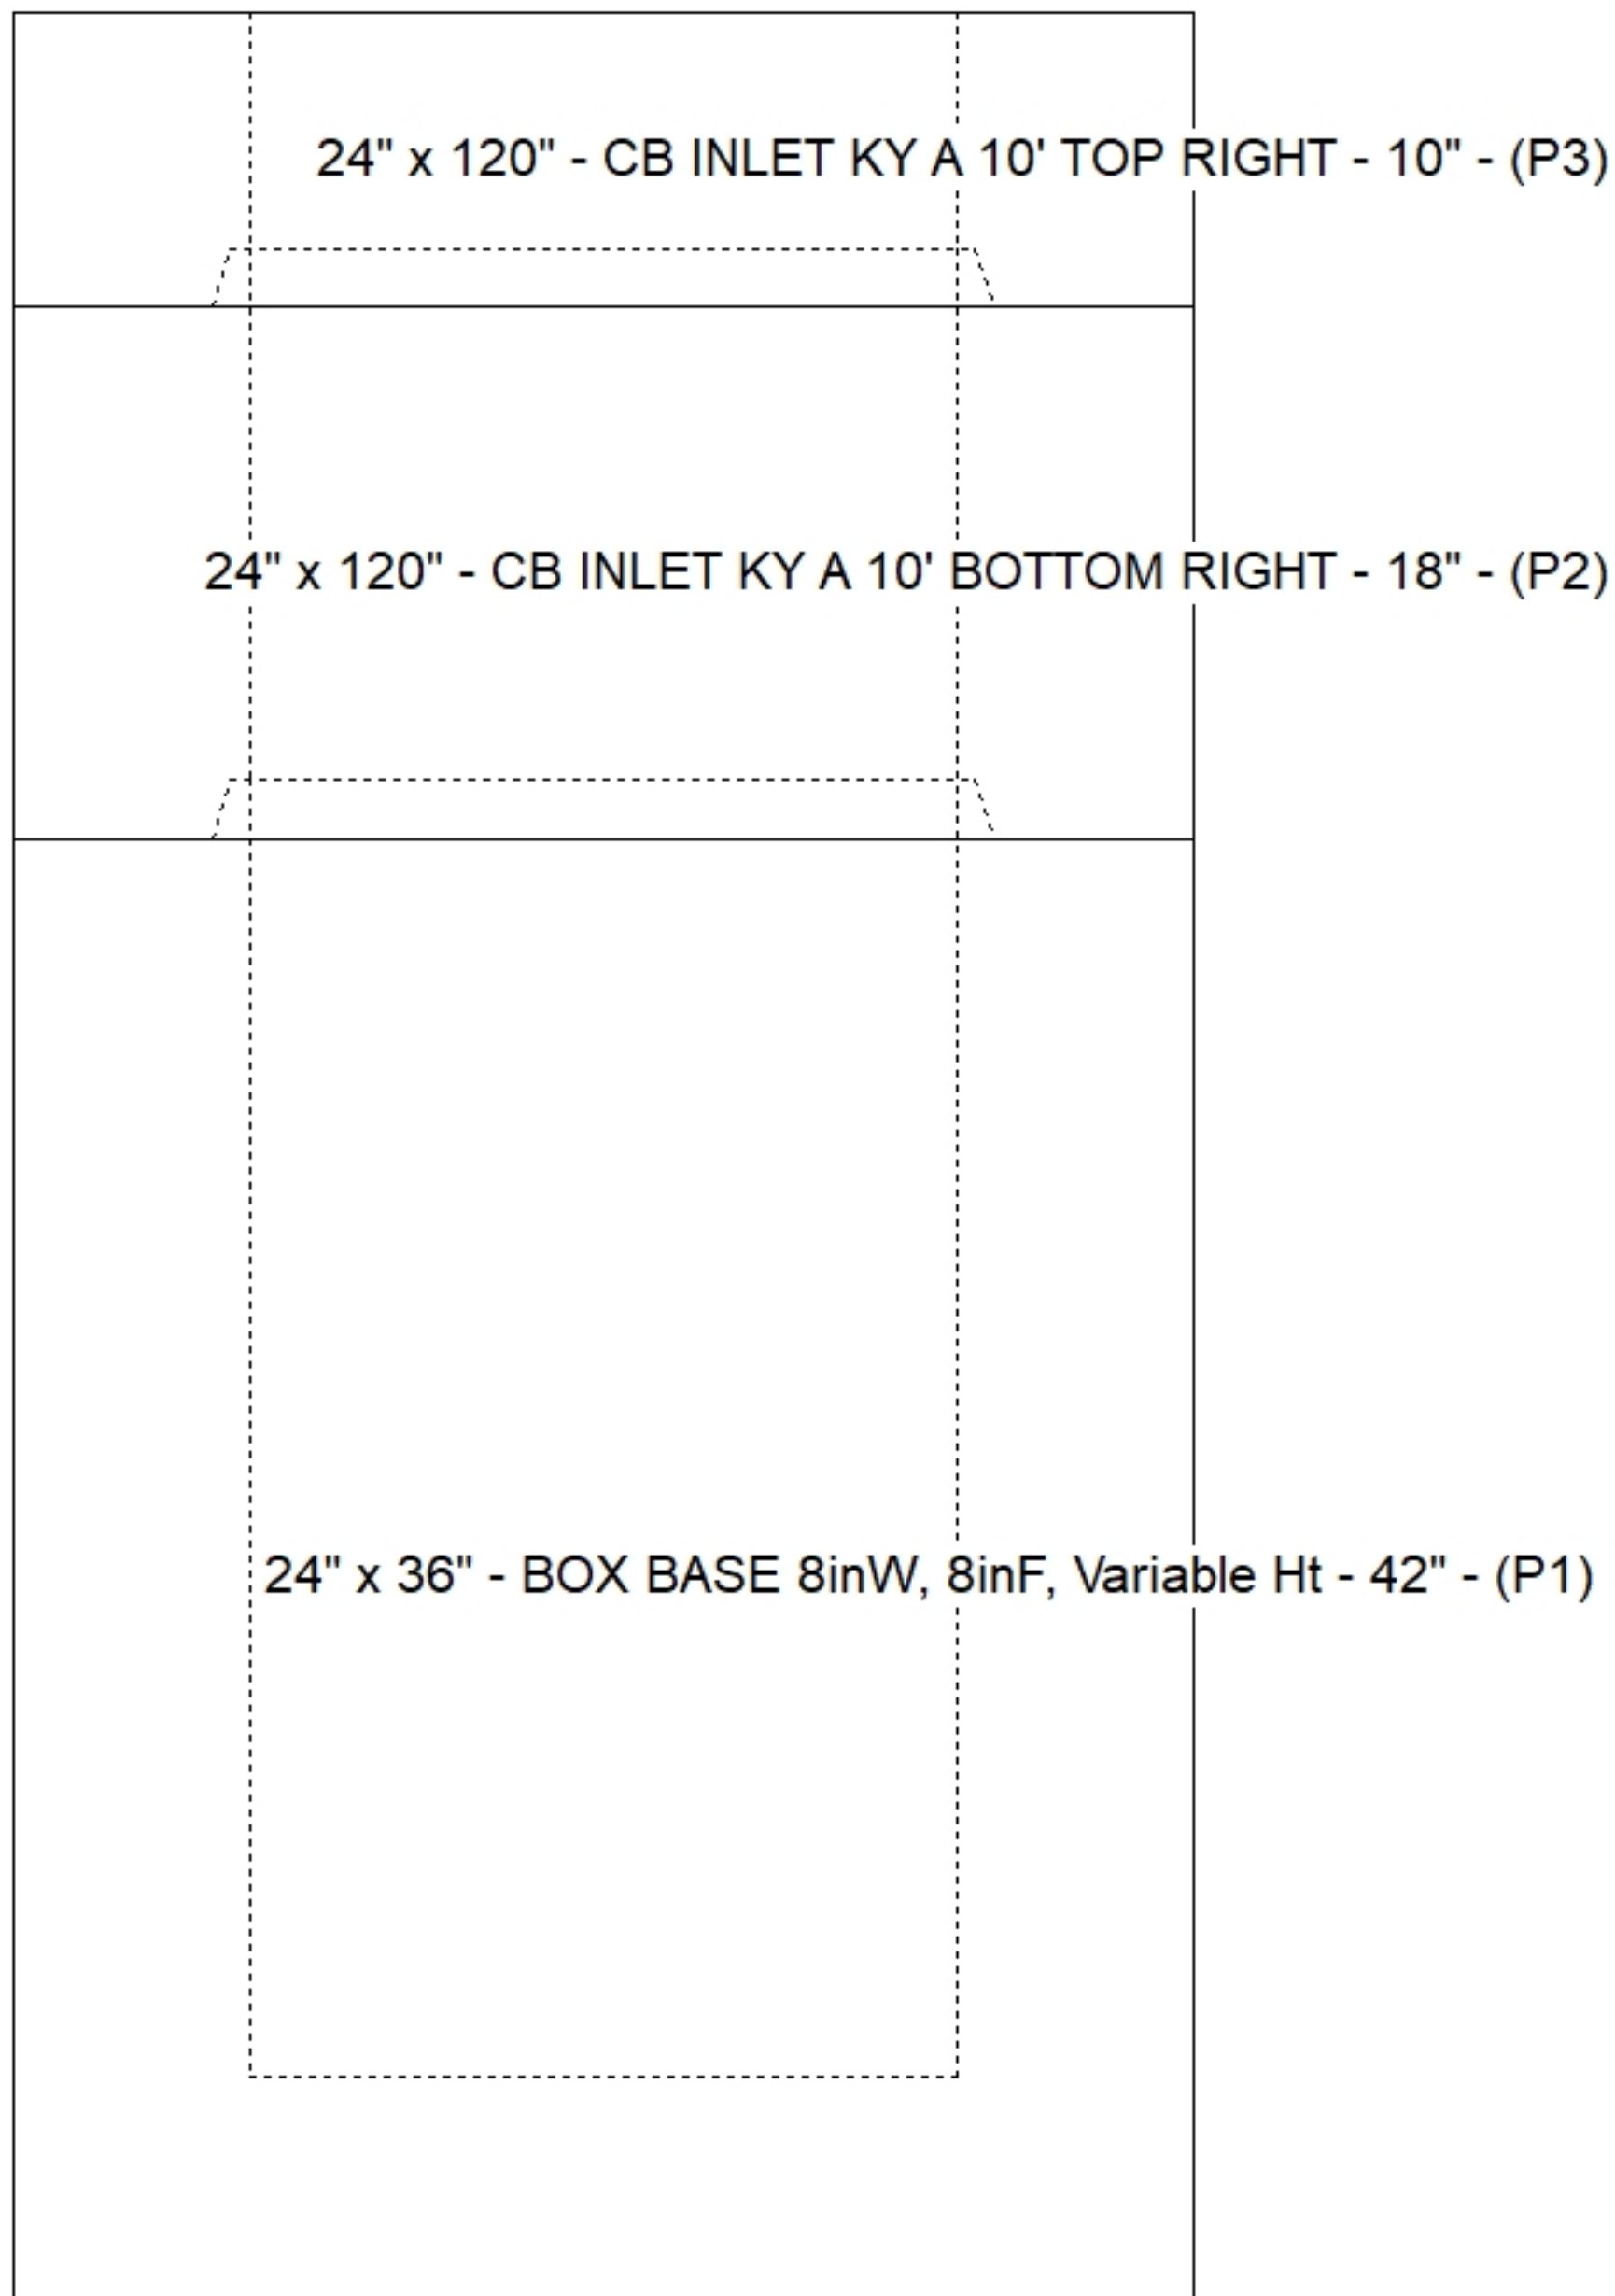 24" x 120" - CB INLET KY A 10' TOP RIGHT - 10" - (P3)
24" x 120" - CB INLET KY A 10' BOTTOM RIGHT - 18" - (P2)
24" x 36" - BOX BASE 8inW, 8inF, Variable Ht - 42" - (P1)